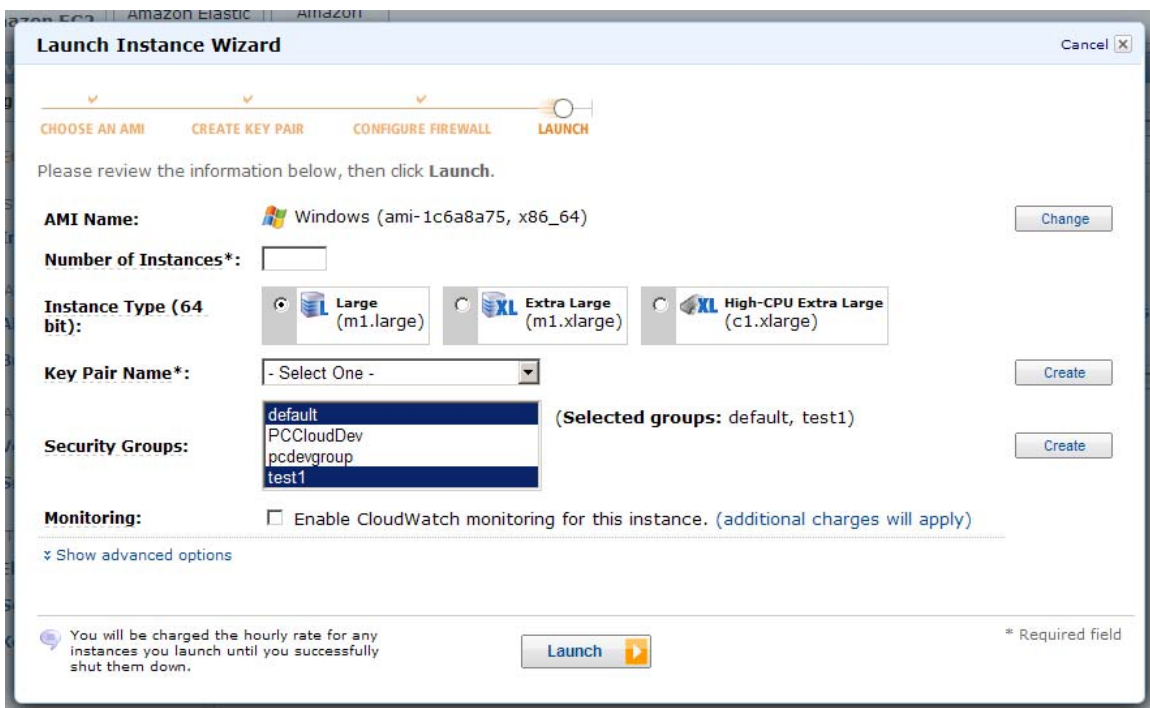 Amazon Elastic Amazon
azon EC2
Launch Instance Wizard Cancel
CHOOSE AN AMI CREATE KEY PAIR CONFIGURE FIREWALL LAUNCH
Please review the information below, then click Launch.
AMI Name: Windows (ami-1c6a8a75, x86_64) Change
Number of Instances*:
Instance Type (64 L Large XL Extra Large XL High-CPU Extra Large
bit): (m1.large) (m1.xlarge) (c1.xlarge)
Key Pair Name*: - Select One - Create
default (Selected groups: default, test1)
PCCloudDev
Security Groups: Create
pcdevgroup
test1
Monitoring: Enable CloudWatch monitoring for this instance. (additional charges will apply)
Show advanced options
You will be charged the hourly rate for any * Required field
instances you launch until you successfully Launch
shut them down.